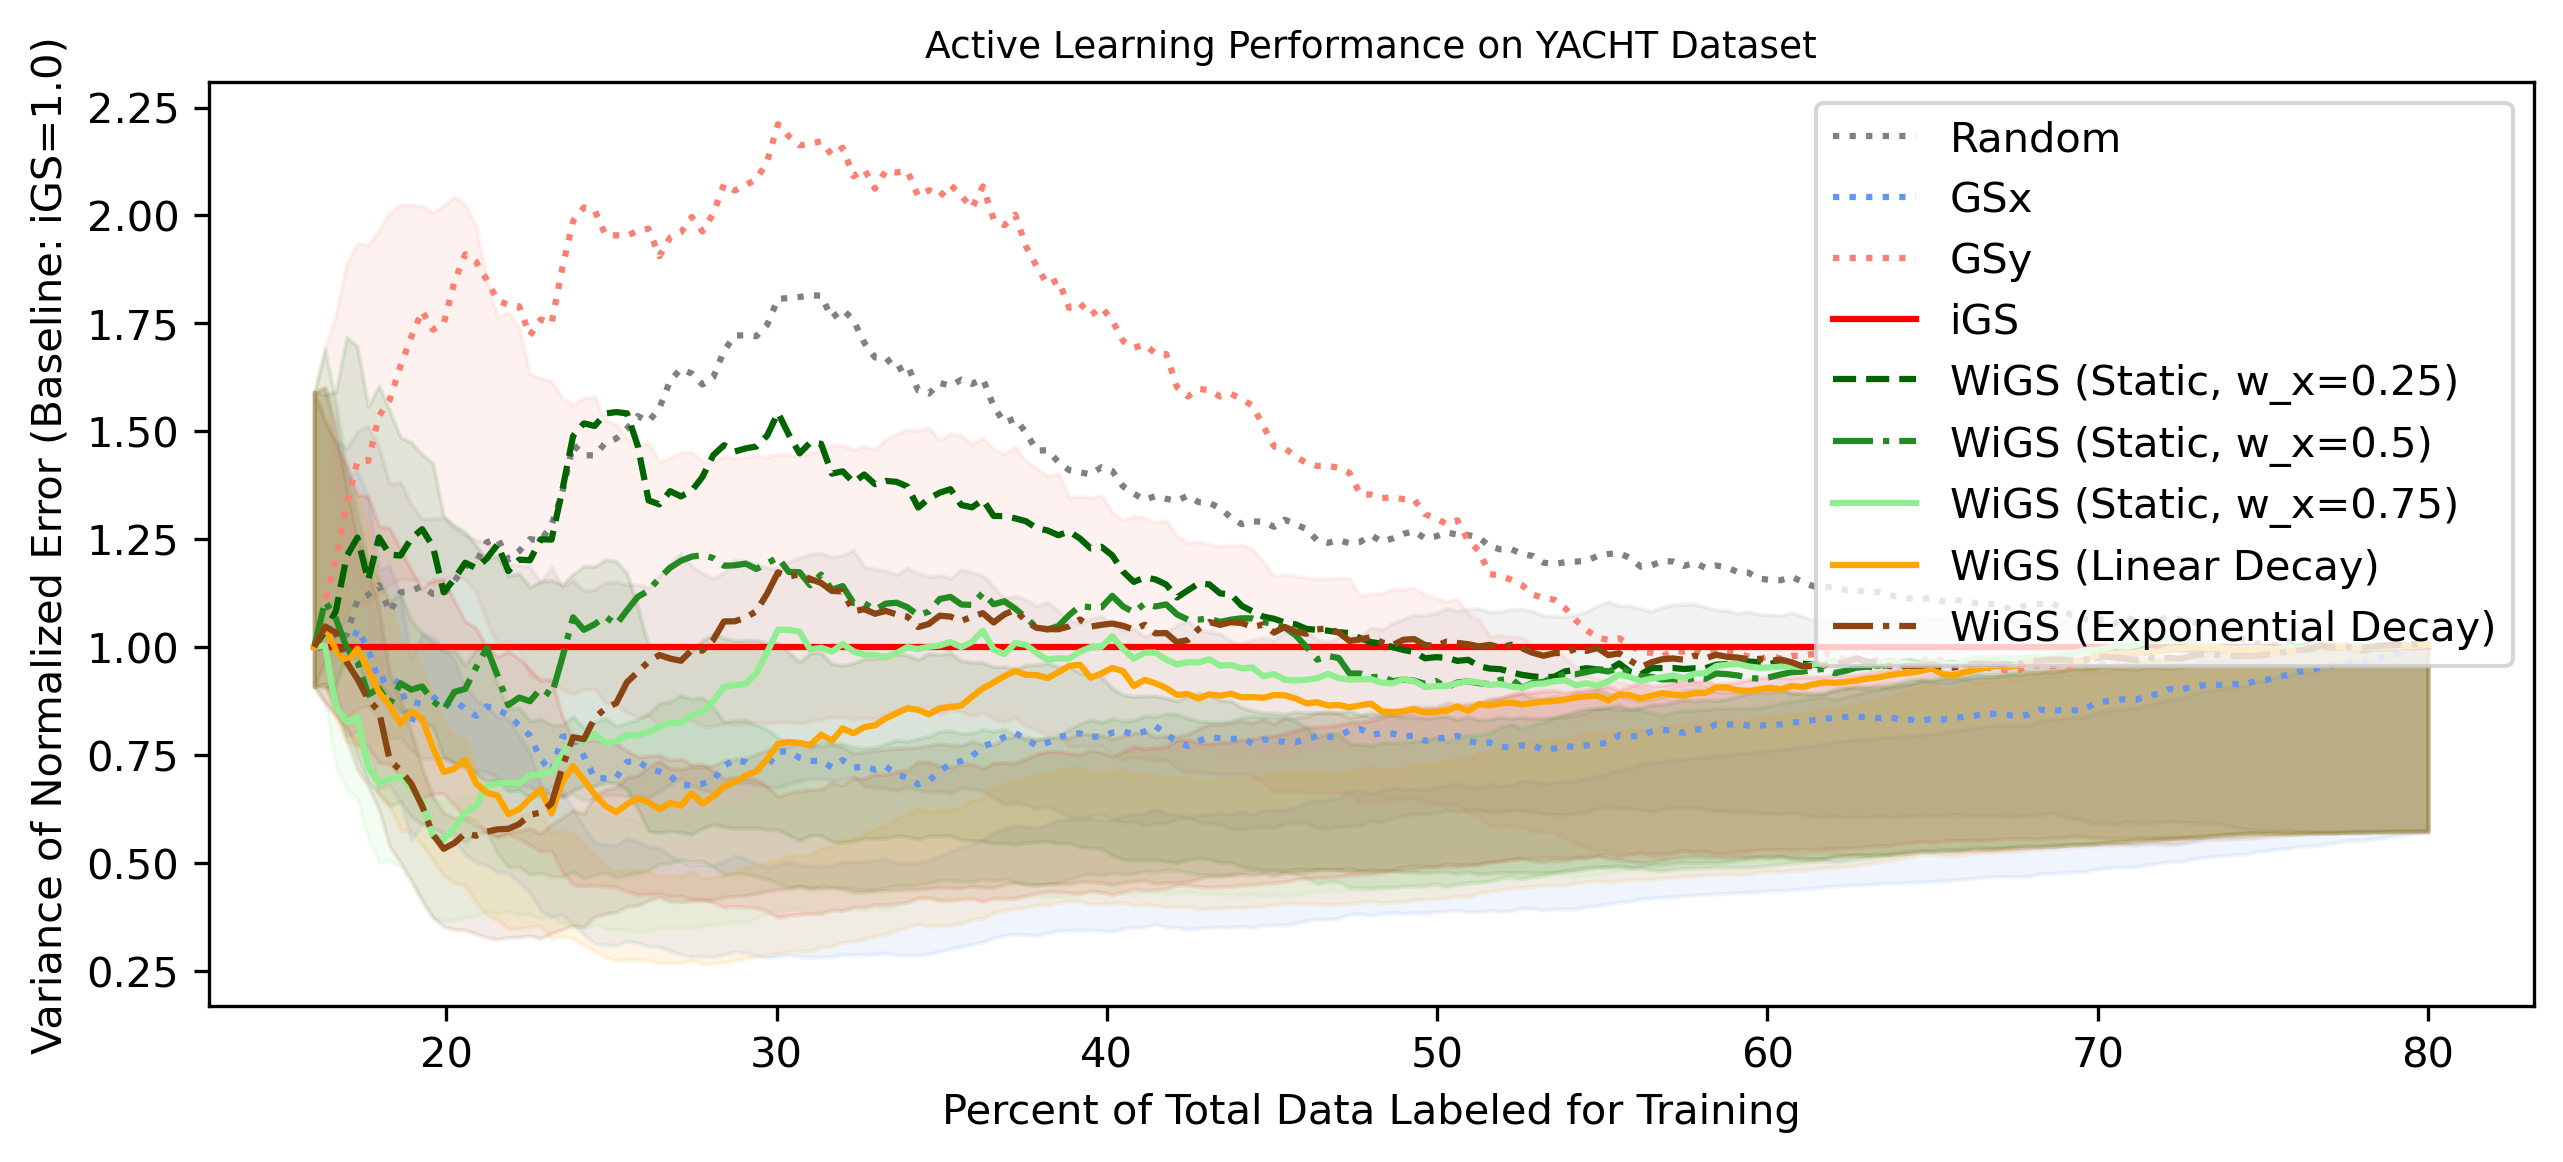 Active Learning Performance on YACHT Dataset
Variance of Normalized Error (Baseline: iGS=1.0)
2.25
2.00
1.75
1.50
1.25
1.00
0.75
0.50
0.25
Random
GSx
GSy
iGS
WiGS (Static, w_x=0.25)
WiGS (Static, w_x=0.5)
WiGS (Static, w_x=0.75)
WiGS (Linear Decay)
WiGS (Exponential Decay)
20 30 40 50 60 70 80
Percent of Total Data Labeled for Training